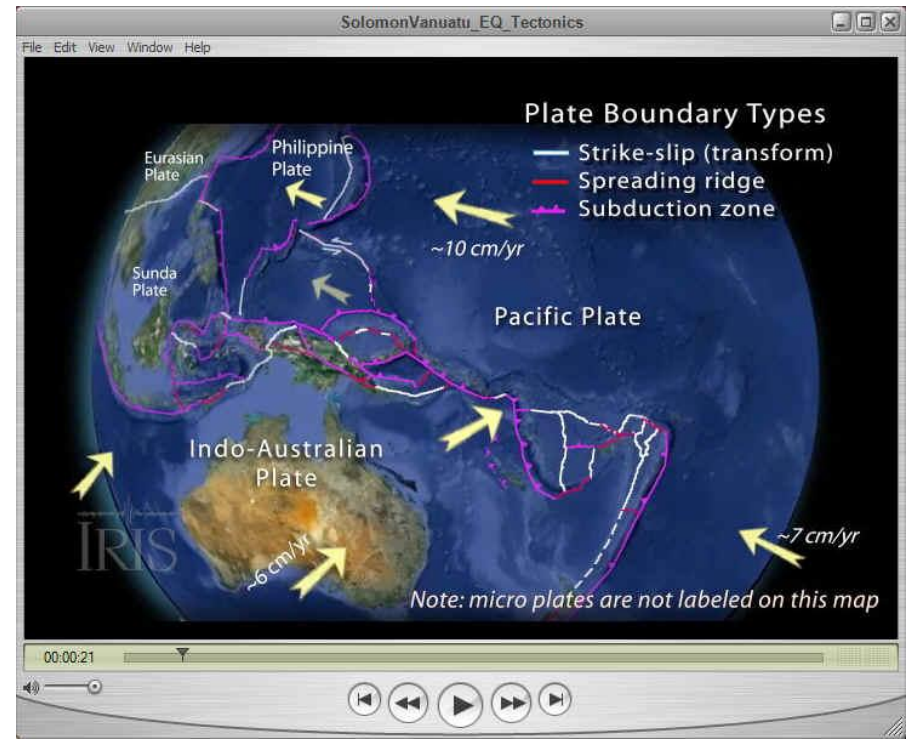 SolomonVanuatu_EQ_Tectonics
File Edit View Window Help
Plate Boundary Types
Strike-slip (transform)
Spreading ridge
Subduction zone
Eurasian
Plate
Philippine
Plate
~10 cm/yr
Sunda
Plate
Pacific Plate
Indo-Australian
Plate
IRIS
~6 cm/yr
~7 cm/yr
Note: micro plates are not labeled on this map
00:00:21